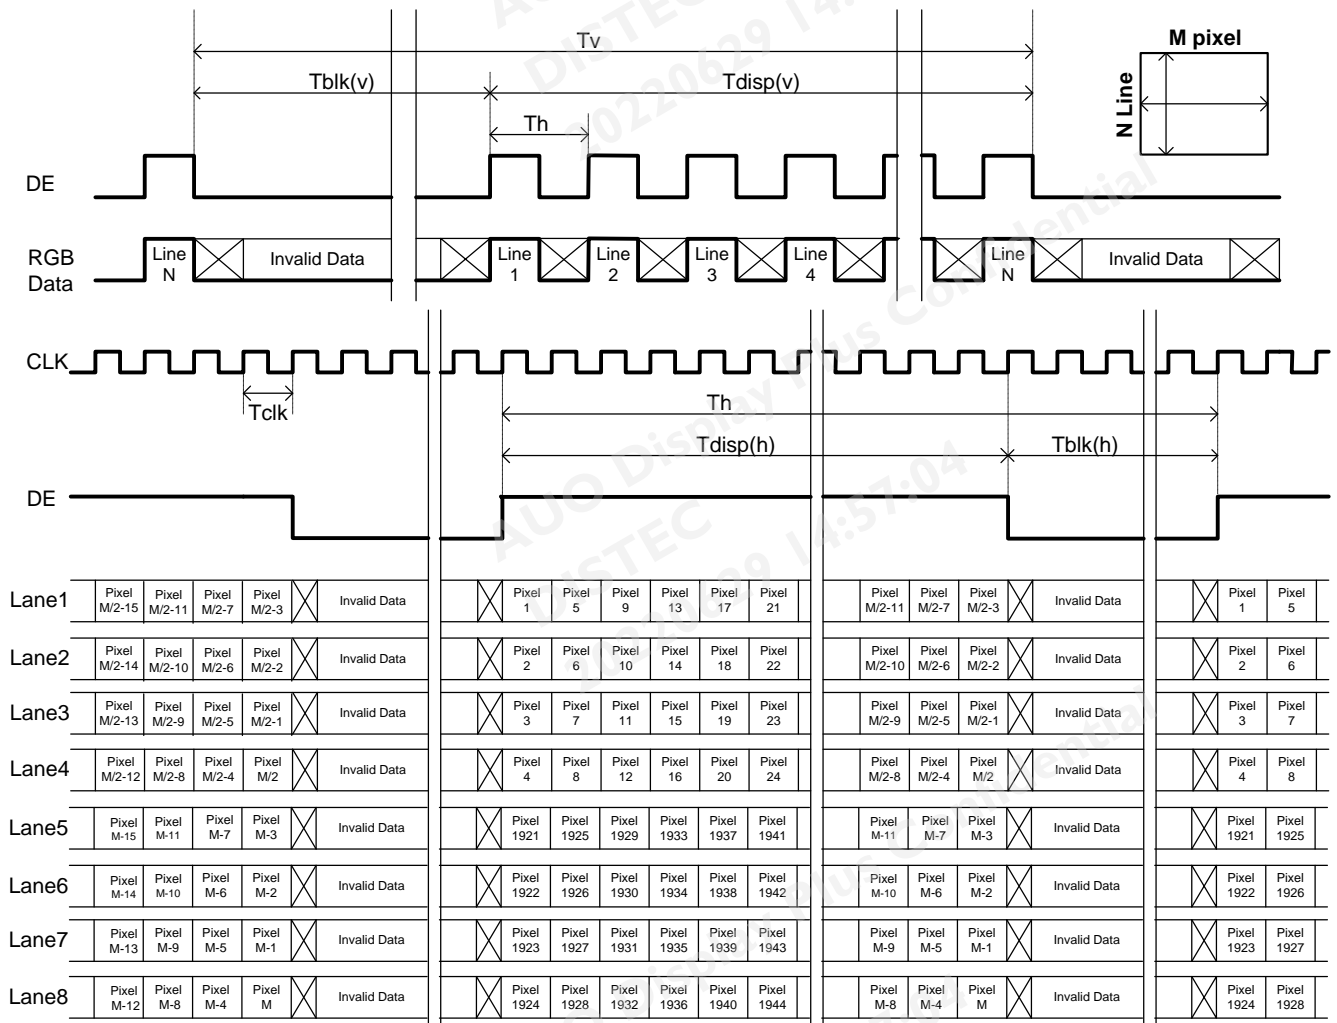 AUO Display Plus Confidential
DISTEC
20220629 14:57:04
Tv
M pixel
Tblk(v)
Tdisp(v)
N Line
Th
DE
RGB Data
Line N
Invalid Data
Line 1
Line 2
Line 3
Line 4
Line N
Invalid Data
CLK
Tclk
Th
Tdisp(h)
Tblk(h)
DE
Lane1 Pixel M/2-15 Pixel M/2-11 Pixel M/2-7 Pixel M/2-3 Invalid Data Pixel 1 Pixel 5 Pixel 9 Pixel 13 Pixel 17 Pixel 21 Pixel M/2-11 Pixel M/2-7 Pixel M/2-3 Invalid Data Pixel 1 Pixel 5
Lane2 Pixel M/2-14 Pixel M/2-10 Pixel M/2-6 Pixel M/2-2 Invalid Data Pixel 2 Pixel 6 Pixel 10 Pixel 14 Pixel 18 Pixel 22 Pixel M/2-10 Pixel M/2-6 Pixel M/2-2 Invalid Data Pixel 2 Pixel 6
Lane3 Pixel M/2-13 Pixel M/2-9 Pixel M/2-5 Pixel M/2-1 Invalid Data Pixel 3 Pixel 7 Pixel 11 Pixel 15 Pixel 19 Pixel 23 Pixel M/2-9 Pixel M/2-5 Pixel M/2-1 Invalid Data Pixel 3 Pixel 7
Lane4 Pixel M/2-12 Pixel M/2-8 Pixel M/2-4 Pixel M/2 Invalid Data Pixel 4 Pixel 8 Pixel 12 Pixel 16 Pixel 20 Pixel 24 Pixel M/2-8 Pixel M/2-4 Pixel M/2 Invalid Data Pixel 4 Pixel 8
Lane5 Pixel M-15 Pixel M-11 Pixel M-7 Pixel M-3 Invalid Data Pixel 1921 Pixel 1925 Pixel 1929 Pixel 1933 Pixel 1937 Pixel 1941 Pixel M-11 Pixel M-7 Pixel M-3 Invalid Data Pixel 1921 Pixel 1925
Lane6 Pixel M-14 Pixel M-10 Pixel M-6 Pixel M-2 Invalid Data Pixel 1922 Pixel 1926 Pixel 1930 Pixel 1934 Pixel 1938 Pixel 1942 Pixel M-10 Pixel M-6 Pixel M-2 Invalid Data Pixel 1922 Pixel 1926
Lane7 Pixel M-13 Pixel M-9 Pixel M-5 Pixel M-1 Invalid Data Pixel 1923 Pixel 1927 Pixel 1931 Pixel 1935 Pixel 1939 Pixel 1943 Pixel M-9 Pixel M-5 Pixel M-1 Invalid Data Pixel 1923 Pixel 1927
Lane8 Pixel M-12 Pixel M-8 Pixel M-4 Pixel M Invalid Data Pixel 1924 Pixel 1928 Pixel 1932 Pixel 1936 Pixel 1940 Pixel 1944 Pixel M-8 Pixel M-4 Pixel M Invalid Data Pixel 1924 Pixel 1928